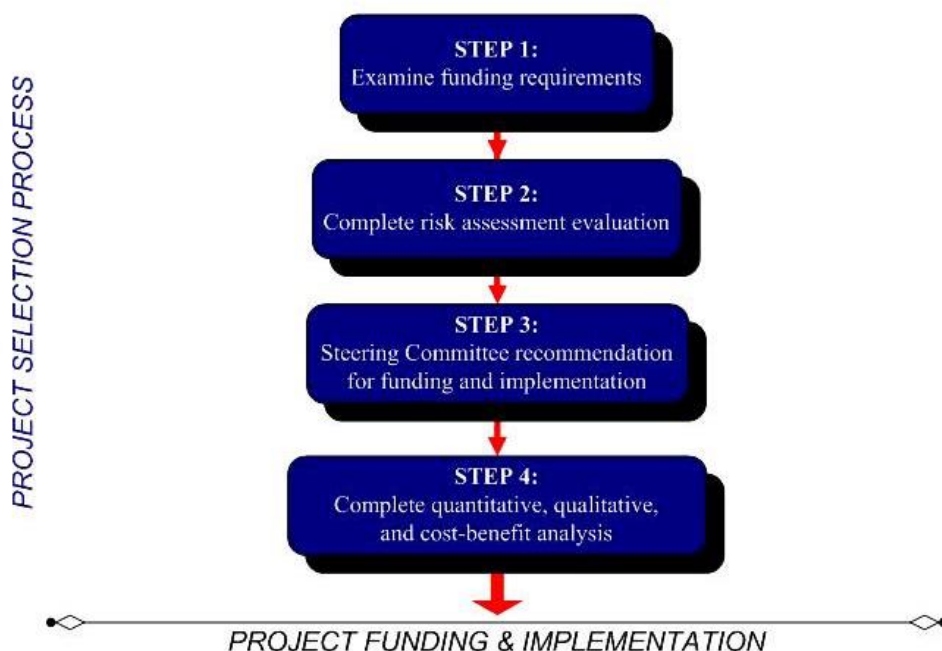 PROJECT SELECTION PROCESS
STEP 1:
Examine funding requirements
STEP 2:
Complete risk assessment evaluation
STEP 3:
Steering Committee recommendation
for funding and implementation
STEP 4:
Complete quantitative, qualitative,
and cost-benefit analysis
PROJECT FUNDING & IMPLEMENTATION